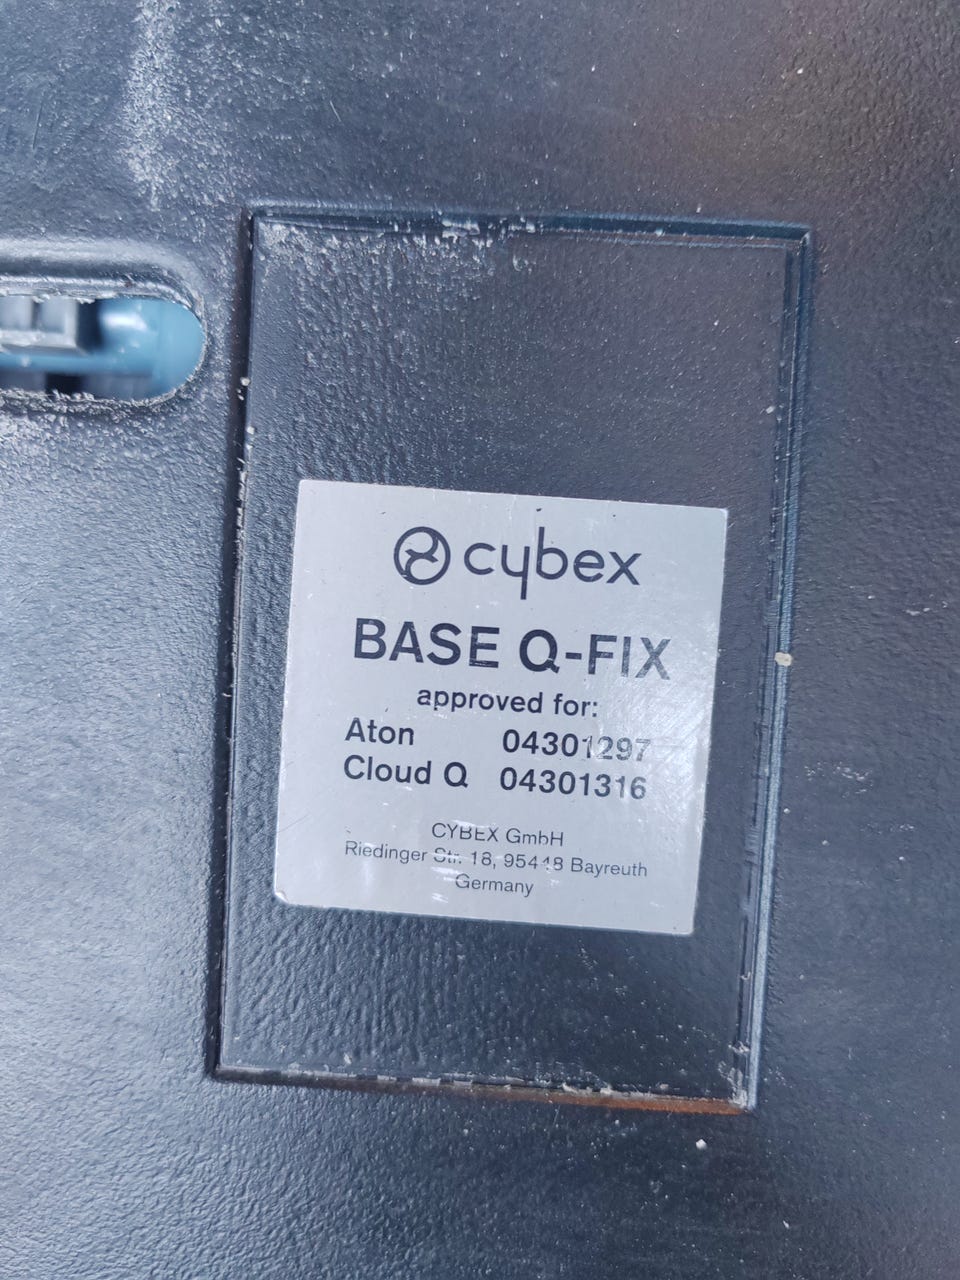 cybex
BASE Q-FIX
approved for:
Aton 04301297
Cloud Q 04301316
CYBEX GmbH
Riedinger Str. 18, 95448 Bayreuth
Germany